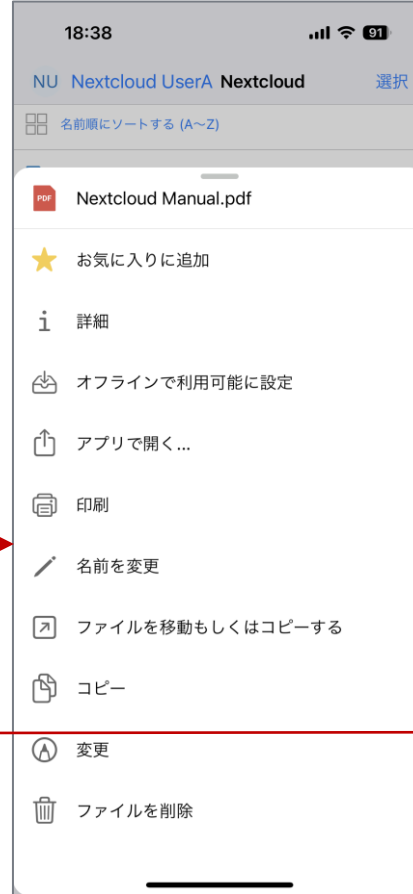 18:38
91
NU Nextcloud UserA Nextcloud 選択
名前順にソートする (A～Z)
PDF Nextcloud Manual.pdf
お気に入りに追加
詳細
オフラインで利用可能に設定
アプリで開く...
印刷
名前を変更
ファイルを移動もしくはコピーする
コピー
変更
ファイルを削除